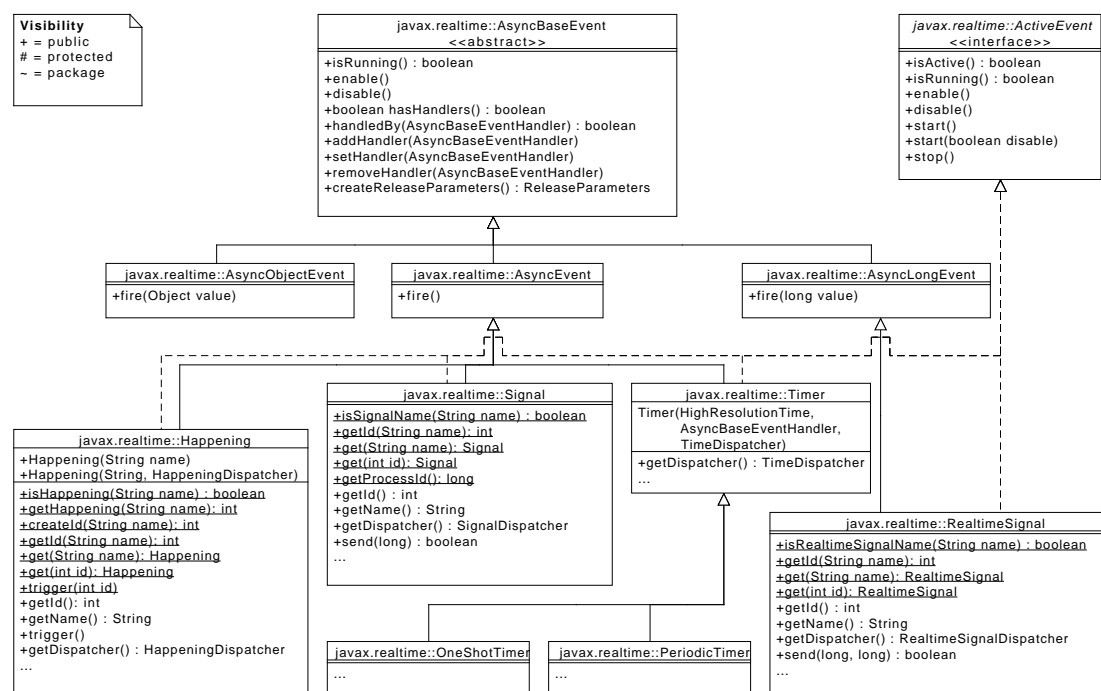 Visibility
+ = public
# = protected
~ = package
javax.realtime::AsyncBaseEvent
<<abstract>>
+isRunning() : boolean
+enable()
+disable()
+boolean hasHandlers() : boolean
+handledBy(AsyncBaseEventHandler) : boolean
+addHandler(AsyncBaseEventHandler)
+setHandler(AsyncBaseEventHandler)
+removeHandler(AsyncBaseEventHandler)
+createReleaseParameters() : ReleaseParameters
javax.realtime::ActiveEvent
<<interface>>
+isActive() : boolean
+isRunning() : boolean
+enable()
+disable()
+start()
+start(boolean disable)
+stop()
javax.realtime::AsyncObjectEvent
+fire(Object value)
javax.realtime::AsyncEvent
+fire()
javax.realtime::AsyncLongEvent
+fire(long value)
javax.realtime::Happening
+Happening(String name)
+Happening(String, HappeningDispatcher)
+isHappening(String name) : boolean
+getHappening(String name): int
+createId(String name): int
+getId(String name): int
+get(String name): Happening
+get(int id): Happening
+trigger(int id)
+getId(): int
+getName() : String
+trigger()
+getDispatcher() : HappeningDispatcher
...
javax.realtime::Signal
+isSignalName(String name) : boolean
+getId(String name): int
+get(String name): Signal
+get(int id): Signal
+getProcessId(): long
+getId() : int
+getName() : String
+getDispatcher() : SignalDispatcher
+send(long) : boolean
...
javax.realtime::Timer
Timer(HighResolutionTime,
AsyncBaseEventHandler,
TimeDispatcher)
+getDispatcher() : TimeDispatcher
...
javax.realtime::RealtimeSignal
+isRealtimeSignalName(String name) : boolean
+getId(String name): int
+get(String name): RealtimeSignal
+get(int id): RealtimeSignal
+getId() : int
+getName() : String
+getDispatcher() : RealtimeSignalDispatcher
+send(long, long) : boolean
...
javax.realtime::OneShotTimer
...
javax.realtime::PeriodicTimer
...